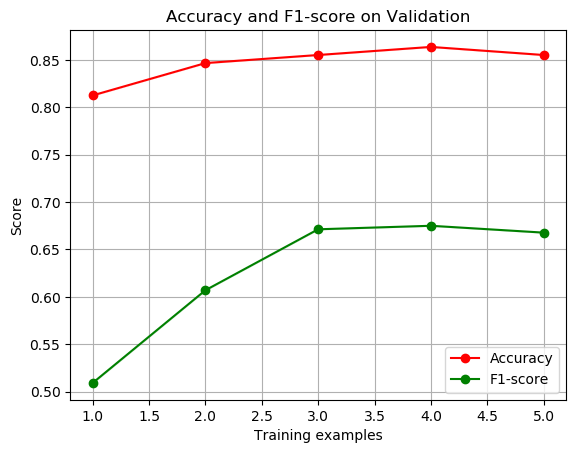 Accuracy and F1-score on Validation
Score
0.85
0.80
0.75
0.70
0.65
0.60
0.55
0.50
Accuracy
F1-score
1.0 1.5 2.0 2.5 3.0 3.5 4.0 4.5 5.0
Training examples